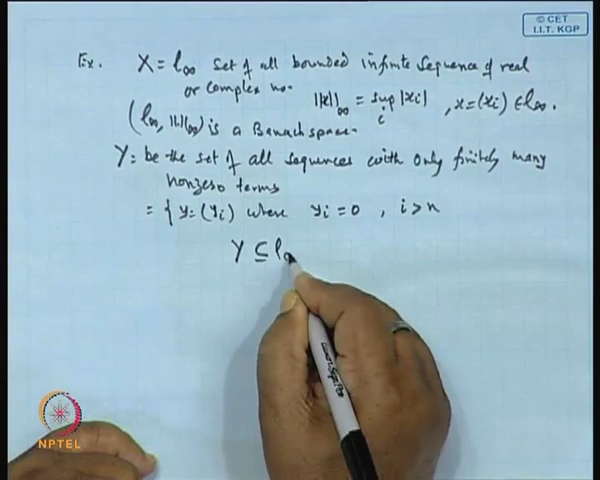 © CET
I.I.T. KGP
Ex. X = l∞ set of all bounded infinite sequence of real
or complex no.
||x||∞ = sup |xi| , x = (xi) ∈ l∞.
i
(l∞, ||·||∞) is a Banach space.
Y = be the set of all sequences with only finitely many
nonzero terms
= { y = (yi) where yi = 0 , i > n
Y ⊆ l∞
NPTEL